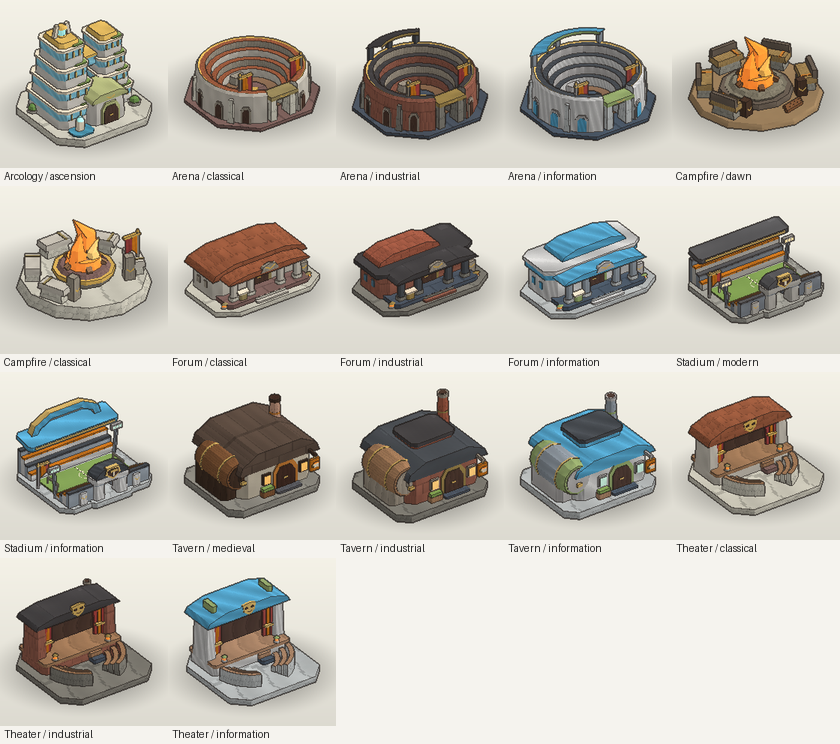 Arcology / ascension
Arena / classical
Arena / industrial
Arena / information
Campfire / dawn
Campfire / classical
Forum / classical
Forum / industrial
Forum / information
Stadium / modern
Stadium / information
Tavern / medieval
Tavern / industrial
Tavern / information
Theater / classical
Theater / industrial
Theater / information